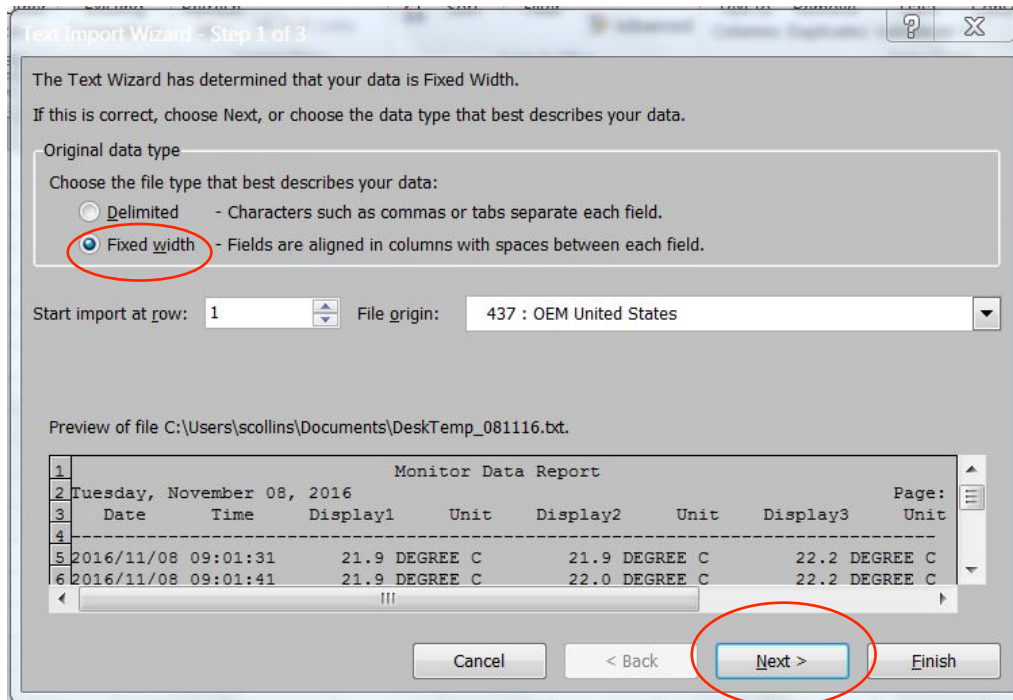 Text Import Wizard - Step 1 of 3
The Text Wizard has determined that your data is Fixed Width.
If this is correct, choose Next, or choose the data type that best describes your data.
Original data type
Choose the file type that best describes your data:
Delimited - Characters such as commas or tabs separate each field.
Fixed width - Fields are aligned in columns with spaces between each field.
Start import at row: 1 File origin: 437 : OEM United States
Preview of file C:\Users\scollins\Documents\DeskTemp_081116.txt.
1 Monitor Data Report
2 Tuesday, November 08, 2016 Page:
3 Date Time Display1 Unit Display2 Unit Display3 Unit
4 --------------------------------------------------------------------------------
5 2016/11/08 09:01:31 21.9 DEGREE C 21.9 DEGREE C 22.2 DEGREE C
6 2016/11/08 09:01:41 21.9 DEGREE C 22.0 DEGREE C 22.2 DEGREE C
Cancel < Back Next > Finish